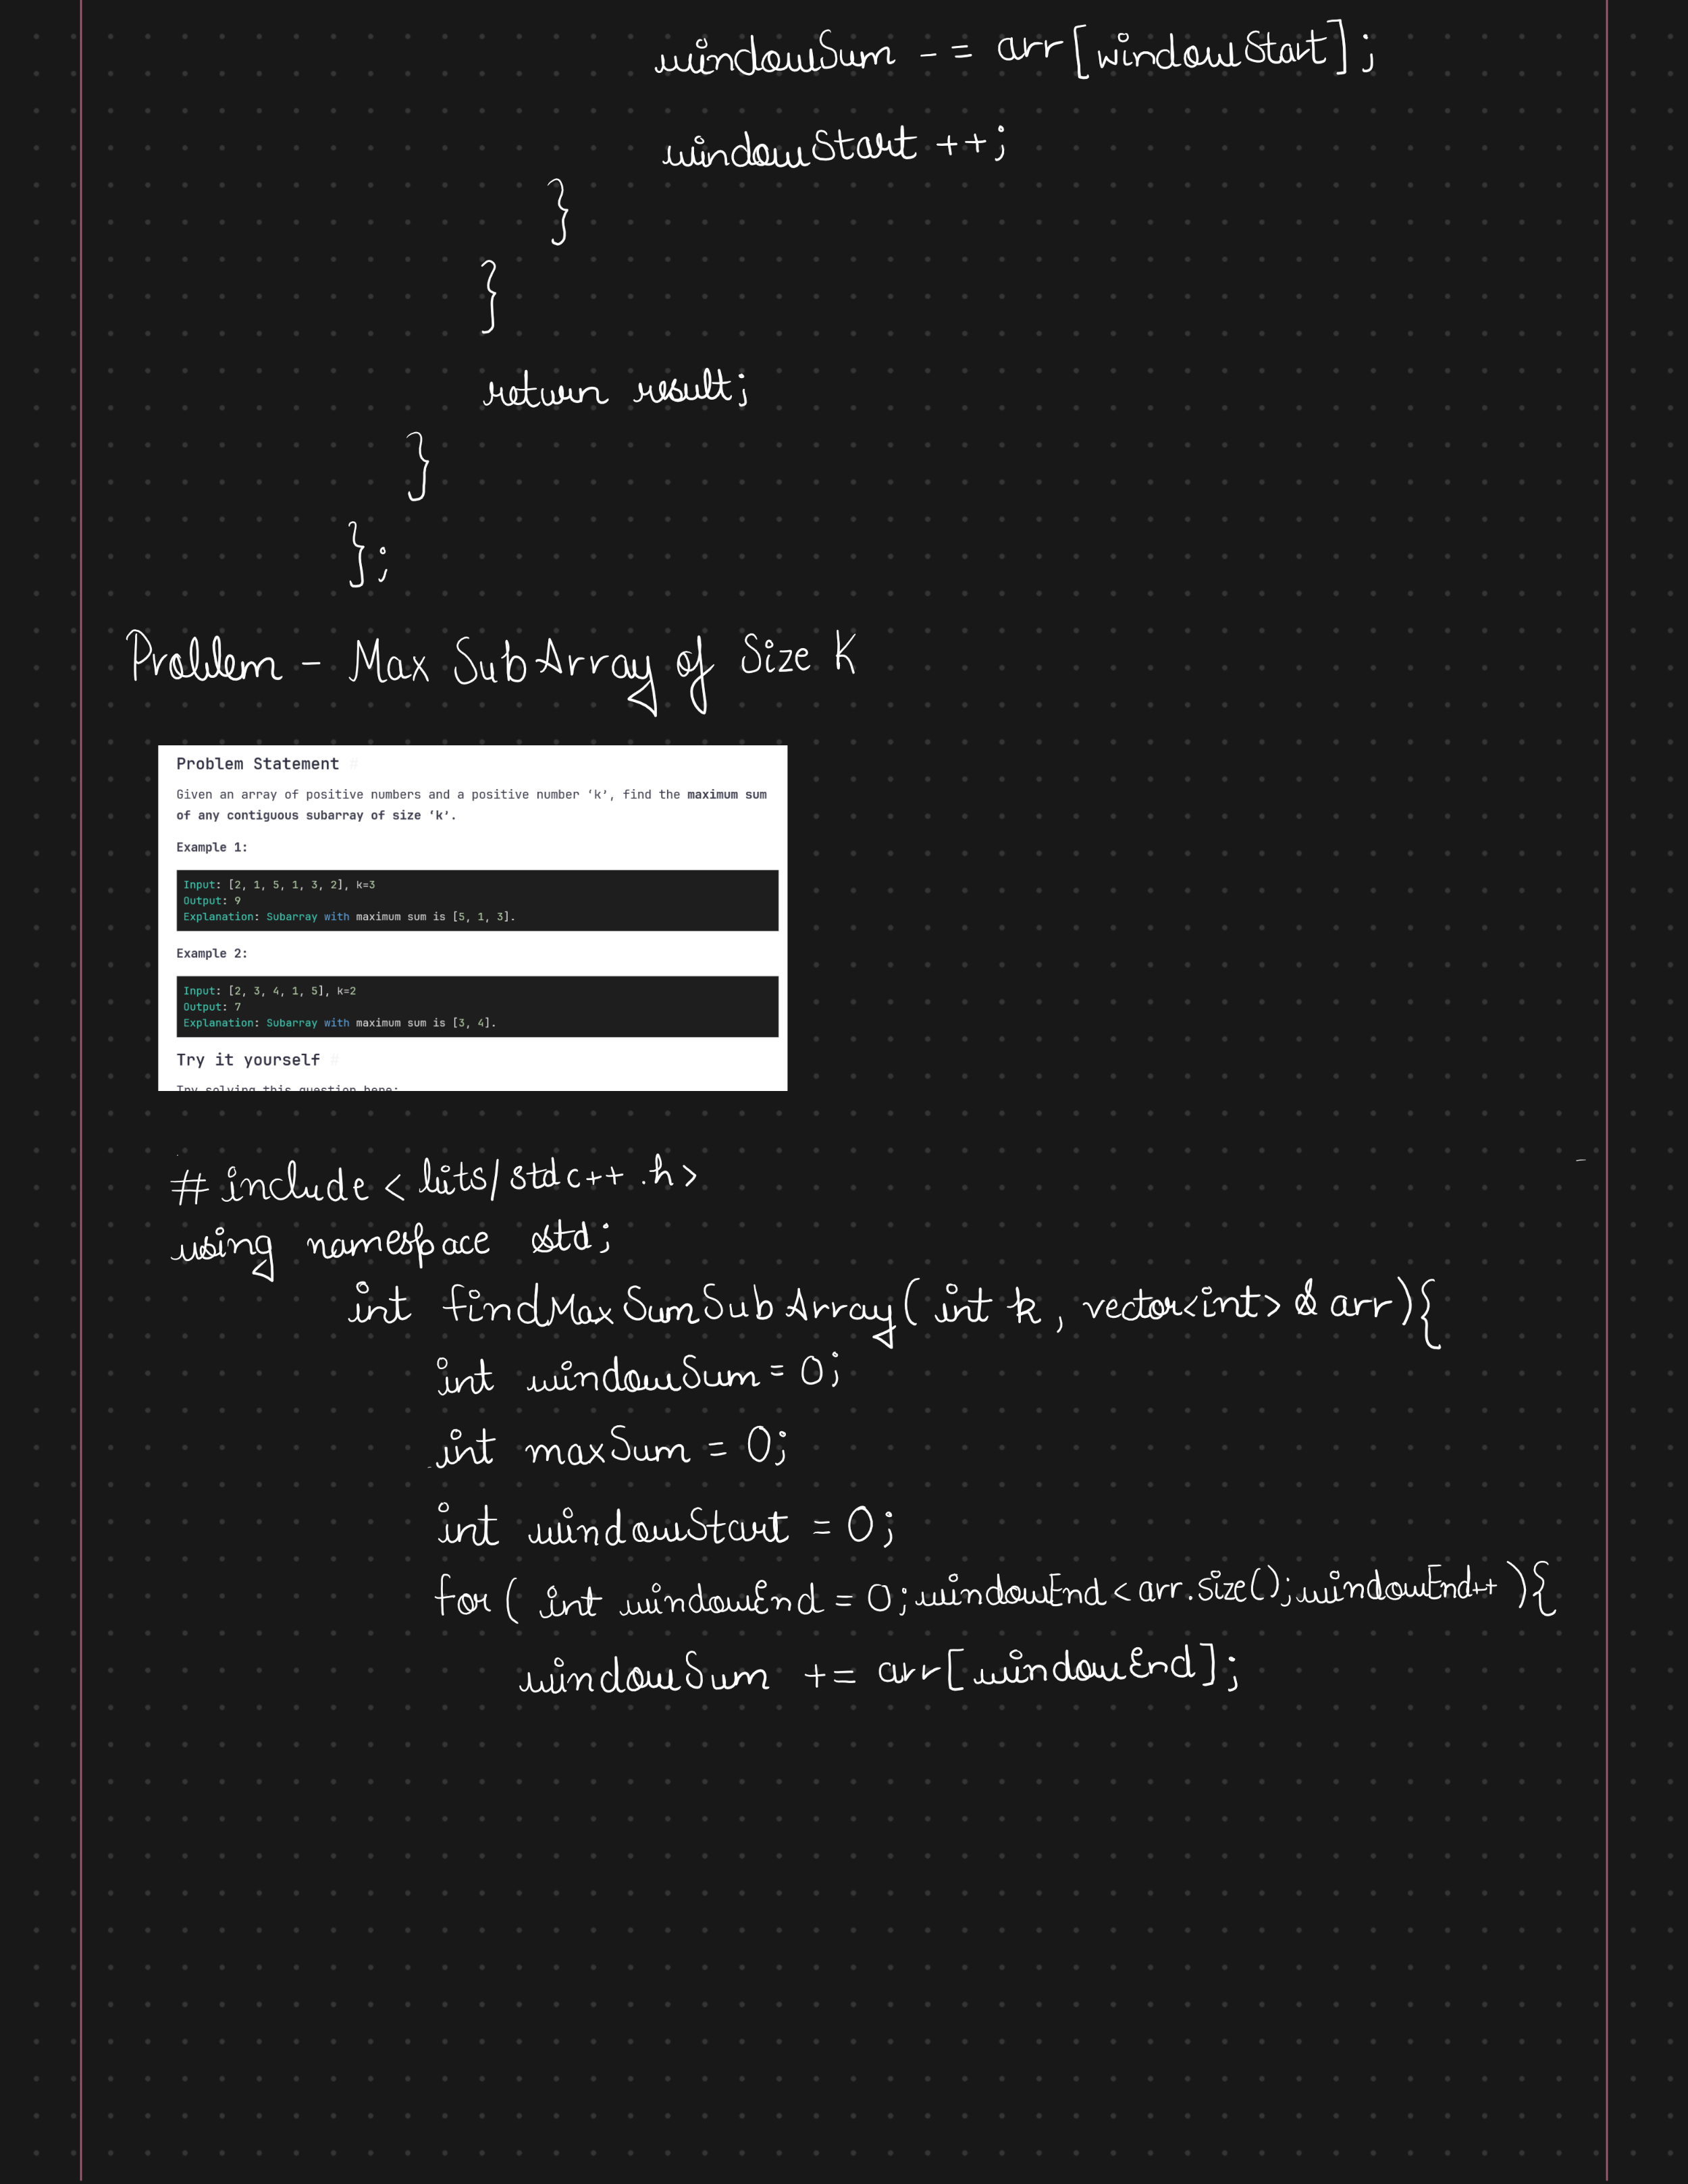 windowSum -= arr[windowStart];
windowStart ++;
}
}
return result;
}
};
Problem - Max SubArray of Size K
Problem Statement #
Given an array of positive numbers and a positive number ‘k’, find the maximum sum
of any contiguous subarray of size ‘k’.
Example 1:
Input: [2, 1, 5, 1, 3, 2], k=3
Output: 9
Explanation: Subarray with maximum sum is [5, 1, 3].
Example 2:
Input: [2, 3, 4, 1, 5], k=2
Output: 7
Explanation: Subarray with maximum sum is [3, 4].
Try it yourself #
Try solving this question here:
# include < bits/stdc++.h>
using namespace std;
int findMaxSumSubArray( int k, vector<int> & arr){
int windowSum = 0;
int maxSum = 0;
int windowStart = 0;
for( int windowEnd = 0; windowEnd < arr.size(); windowEnd++ ){
windowSum += arr[windowEnd];